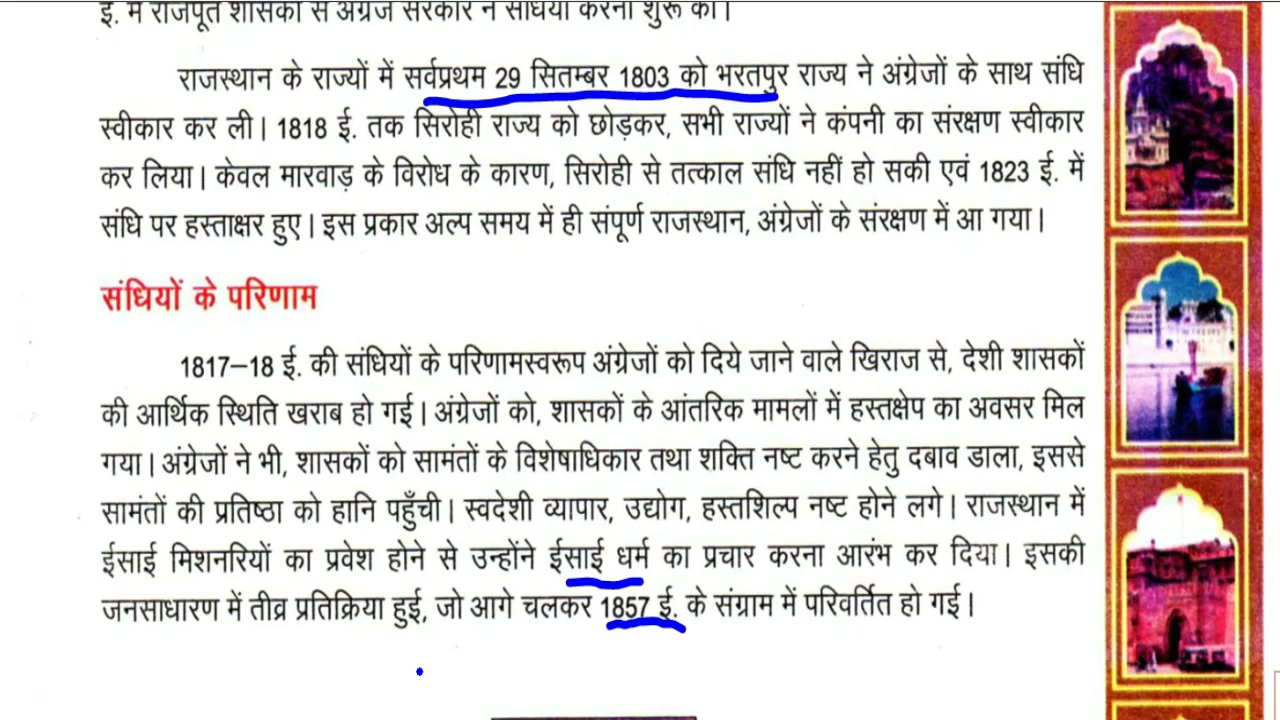 ई. में राजपूत शासकों से अंग्रेज सरकार ने संधियाँ करना शुरू की।
राजस्थान के राज्यों में सर्वप्रथम 29 सितम्बर 1803 को भरतपुर राज्य ने अंग्रेजों के साथ संधि
स्वीकार कर ली। 1818 ई. तक सिरोही राज्य को छोड़कर, सभी राज्यों ने कंपनी का संरक्षण स्वीकार
कर लिया। केवल मारवाड़ के विरोध के कारण, सिरोही से तत्काल संधि नहीं हो सकी एवं 1823 ई. में
संधि पर हस्ताक्षर हुए। इस प्रकार अल्प समय में ही संपूर्ण राजस्थान, अंग्रेजों के संरक्षण में आ गया।
संधियों के परिणाम
1817–18 ई. की संधियों के परिणामस्वरूप अंग्रेजों को दिये जाने वाले खिराज से, देशी शासकों
की आर्थिक स्थिति खराब हो गई। अंग्रेजों को, शासकों के आंतरिक मामलों में हस्तक्षेप का अवसर मिल
गया। अंग्रेजों ने भी, शासकों को सामंतों के विशेषाधिकार तथा शक्ति नष्ट करने हेतु दबाव डाला, इससे
सामंतों की प्रतिष्ठा को हानि पहुँची। स्वदेशी व्यापार, उद्योग, हस्तशिल्प नष्ट होने लगे। राजस्थान में
ईसाई मिशनरियों का प्रवेश होने से उन्होंने ईसाई धर्म का प्रचार करना आरंभ कर दिया। इसकी
जनसाधारण में तीव्र प्रतिक्रिया हुई, जो आगे चलकर 1857 ई. के संग्राम में परिवर्तित हो गई।